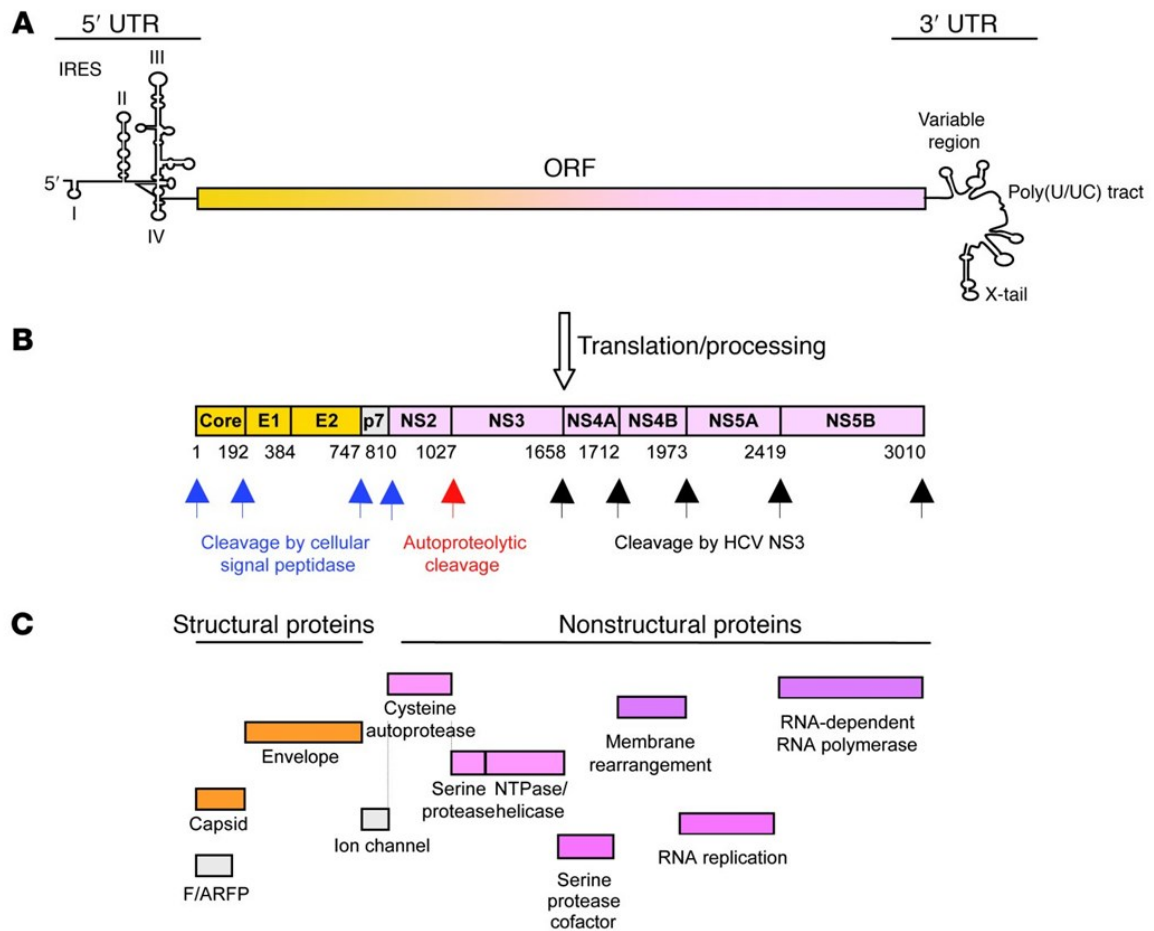 A
5′ UTR
3′ UTR
IRES
III
II
5′
I
IV
ORF
Variable
region
Poly(U/UC) tract
X-tail
B
Translation/processing
Core E1 E2 p7 NS2 NS3 NS4A NS4B NS5A NS5B
1 192 384 747 810 1027 1658 1712 1973 2419 3010
Cleavage by cellular
signal peptidase
Autoproteolytic
cleavage
Cleavage by HCV NS3
C
Structural proteins
Nonstructural proteins
Cysteine
autoprotease
Envelope
Capsid
F/ARFP
Ion channel
Serine
protease
NTPase/
helicase
Serine
protease
cofactor
Membrane
rearrangement
RNA replication
RNA-dependent
RNA polymerase